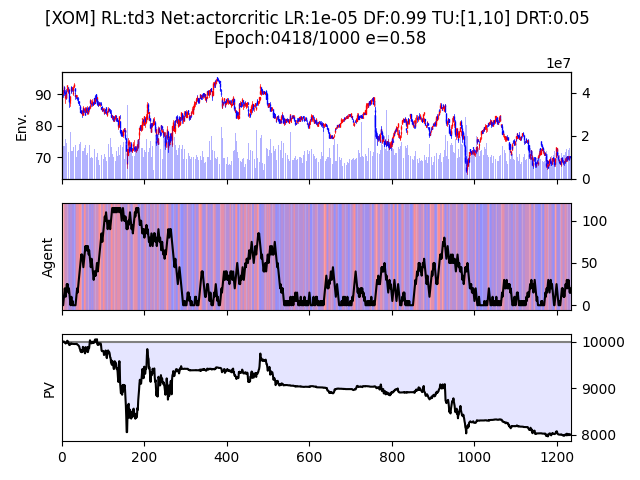 [XOM] RL:td3 Net:actorcritic LR:1e-05 DF:0.99 TU:[1,10] DRT:0.05
Epoch:0418/1000 e=0.58
1e7
Env.
90
80
70
4
2
0
Agent
100
50
0
PV
10000
9000
8000
0 200 400 600 800 1000 1200